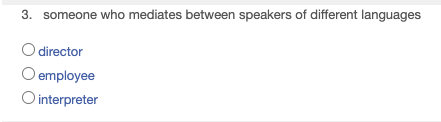 3. someone who mediates between speakers of different languages
director
employee
interpreter